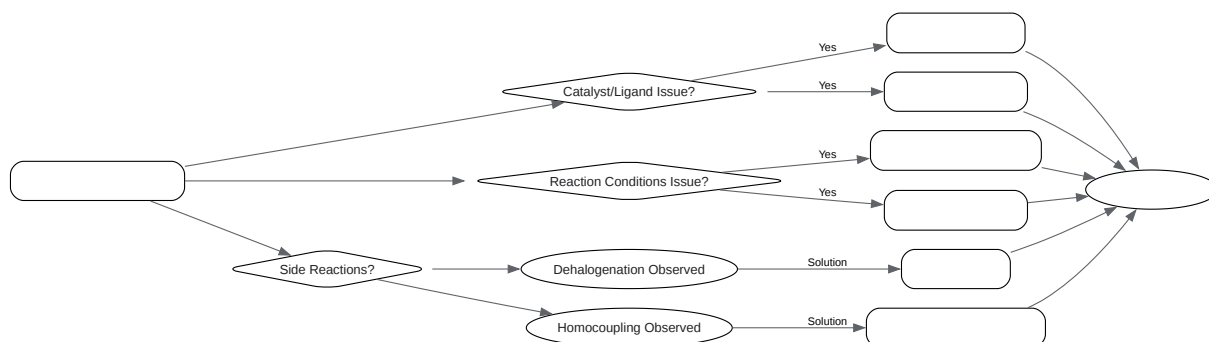 Yes
Catalyst/Ligand Issue?
Yes
Yes
Reaction Conditions Issue?
Yes
Side Reactions?
Dehalogenation Observed
Solution
Homocoupling Observed
Solution